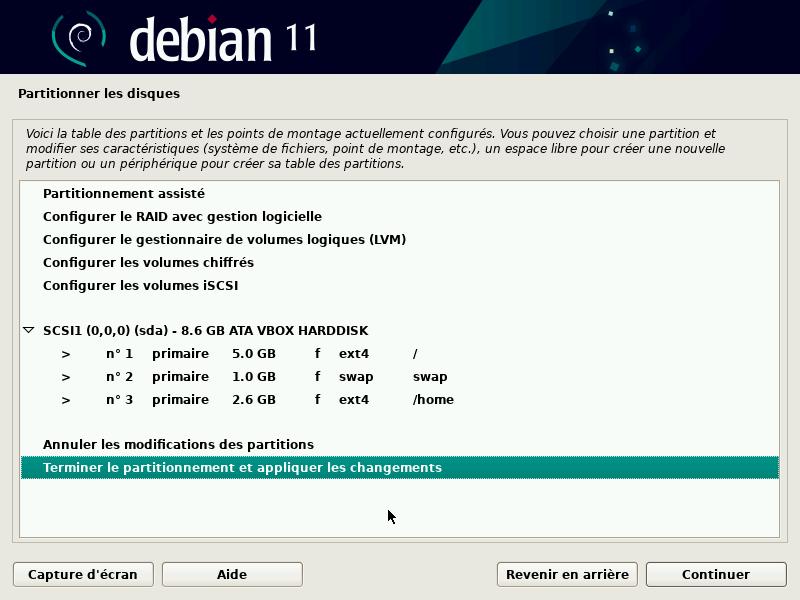 debian 11
Partitionner les disques
Voici la table des partitions et les points de montage actuellement configurés. Vous pouvez choisir une partition et
modifier ses caractéristiques (système de fichiers, point de montage, etc.), un espace libre pour créer une nouvelle
partition ou un périphérique pour créer sa table des partitions.
Partitionnement assisté
Configurer le RAID avec gestion logicielle
Configurer le gestionnaire de volumes logiques (LVM)
Configurer les volumes chiffrés
Configurer les volumes iSCSI
SCSI1 (0,0,0) (sda) - 8.6 GB ATA VBOX HARDDISK
> n° 1 primaire 5.0 GB f ext4 /
> n° 2 primaire 1.0 GB f swap swap
> n° 3 primaire 2.6 GB f ext4 /home
Annuler les modifications des partitions
Terminer le partitionnement et appliquer les changements
Capture d'écran Aide Revenir en arrière Continuer